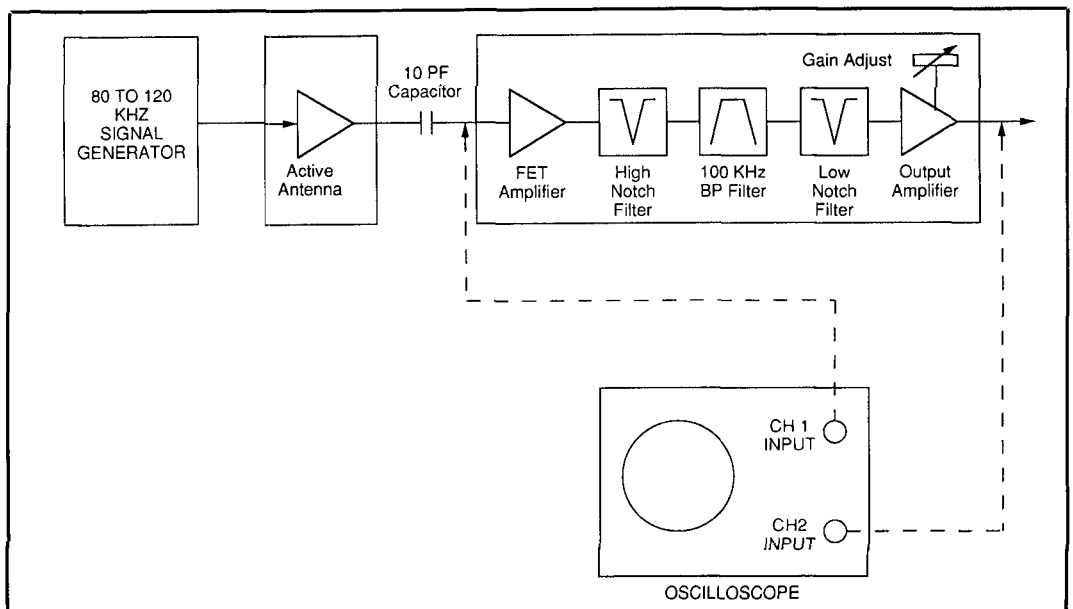 80 TO 120
KHZ
SIGNAL
GENERATOR
Active
Antenna
10 PF
Capacitor
Gain Adjust
FET
Amplifier
High
Notch
Filter
100 KHz
BP Filter
Low
Notch
Filter
Output
Amplifier
CH 1
INPUT
CH2
INPUT
OSCILLOSCOPE